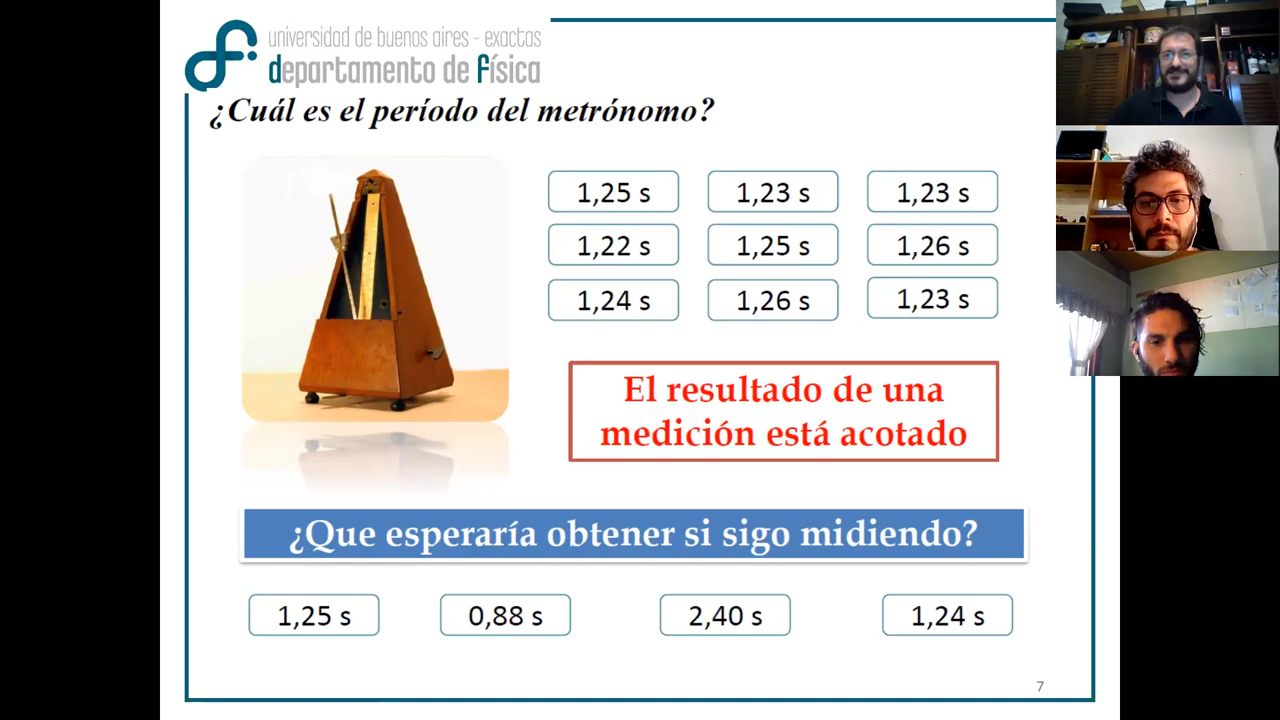 universidad de buenos aires - exactas
departamento de física
¿Cuál es el período del metrónomo?
1,25 s 1,23 s 1,23 s
1,22 s 1,25 s 1,26 s
1,24 s 1,26 s 1,23 s
El resultado de una
medición está acotado
¿Que esperaría obtener si sigo midiendo?
1,25 s 0,88 s 2,40 s 1,24 s
7